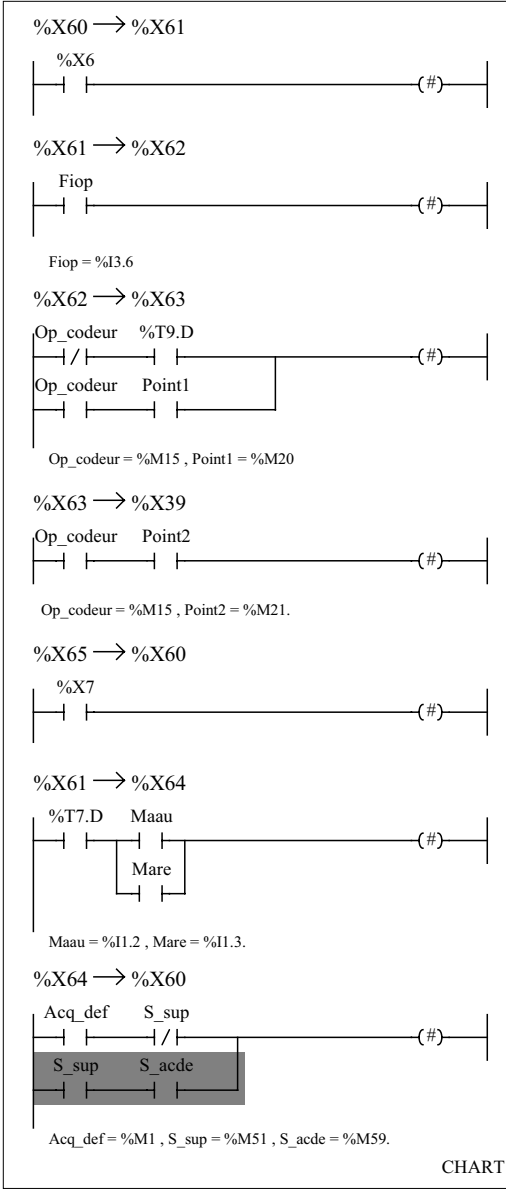 %X60 → %X61
%X6
(#)
%X61 → %X62
Fiop
(#)
Fiop = %I3.6
%X62 → %X63
Op_codeur %T9.D
(#)
Op_codeur Point1
Op_codeur = %M15 , Point1 = %M20
%X63 → %X39
Op_codeur Point2
(#)
Op_codeur = %M15 , Point2 = %M21.
%X65 → %X60
%X7
(#)
%X61 → %X64
%T7.D Maau
(#)
Mare
Maau = %I1.2 , Mare = %I1.3.
%X64 → %X60
Acq_def S_sup
(#)
S_sup S_acde
Acq_def = %M1 , S_sup = %M51 , S_acde = %M59.
CHART